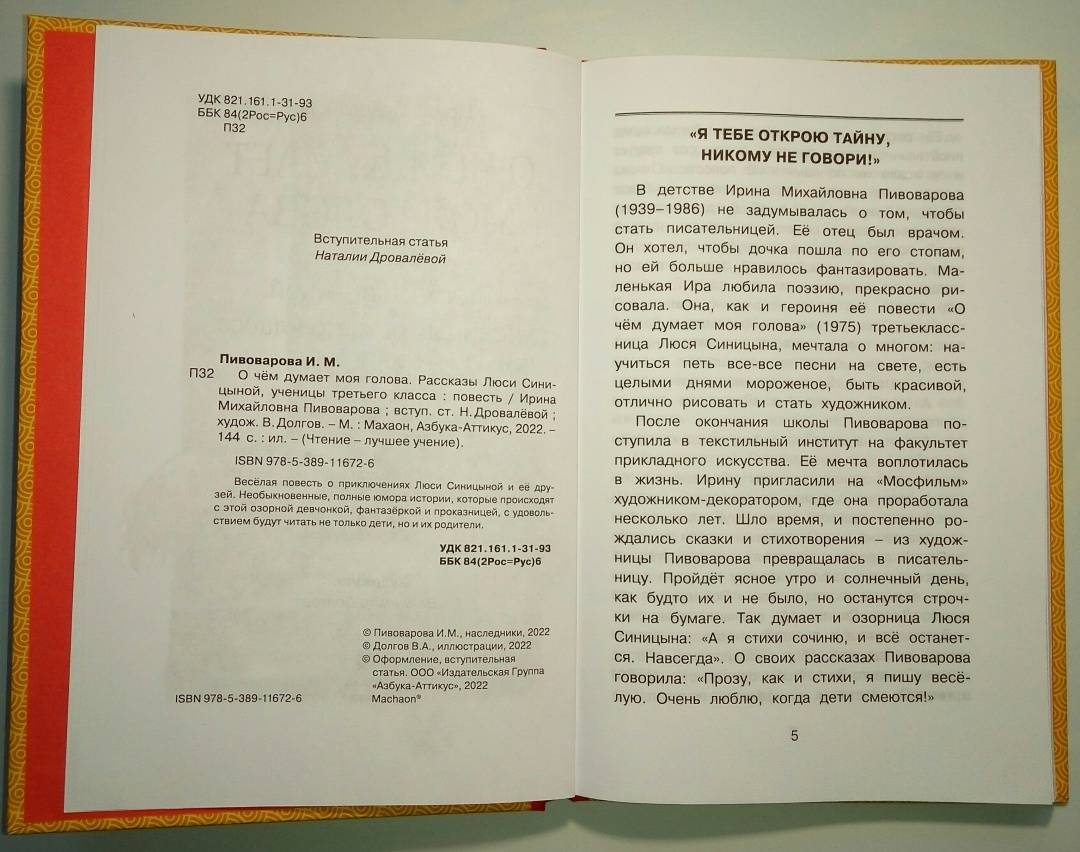 УДК 821.161.1-31-93
ББК 84(2Рос=Рус)6
П32
Вступительная статья
Наталии Дровалёвой
Пивоварова И. М.
П32 О чём думает моя голова. Рассказы Люси Сини-
цыной, ученицы третьего класса : повесть / Ирина
Михайловна Пивоварова ; вступ. ст. Н. Дровалёвой ;
худож. В. Долгов. – М. : Махаон, Азбука-Аттикус, 2022. –
144 с. : ил. – (Чтение – лучшее учение).
ISBN 978-5-389-11672-6
Весёлая повесть о приключениях Люси Синицыной и её дру-
зей. Необыкновенные, полные юмора истории, которые происходят
с этой озорной девчонкой, фантазёркой и проказницей, с удоволь-
ствием будут читать не только дети, но и их родители.
УДК 821.161.1-31-93
ББК 84(2Рос=Рус)6
© Пивоварова И.М., наследники, 2022
© Долгов В.А., иллюстрации, 2022
© Оформление, вступительная
статья. ООО «Издательская Группа
«Азбука-Аттикус», 2022
Machaon®
ISBN 978-5-389-11672-6
«Я ТЕБЕ ОТКРОЮ ТАЙНУ,
НИКОМУ НЕ ГОВОРИ!»
В детстве Ирина Михайловна Пивоварова
(1939–1986) не задумывалась о том, чтобы
стать писательницей. Её отец был врачом.
Он хотел, чтобы дочка пошла по его стопам,
но ей больше нравилось фантазировать. Ма-
ленькая Ира любила поэзию, прекрасно ри-
совала. Она, как и героиня её повести «О
чём думает моя голова» (1975) третьекласс-
ница Люся Синицына, мечтала о многом: на-
учиться петь все-все песни на свете, есть
целыми днями мороженое, быть красивой,
отлично рисовать и стать художником.
После окончания школы Пивоварова по-
ступила в текстильный институт на факультет
прикладного искусства. Её мечта воплотилась
в жизнь. Ирину пригласили на «Мосфильм»
художником-декоратором, где она проработала
несколько лет. Шло время, и постепенно ро-
ждались сказки и стихотворения – из худож-
ницы Пивоварова превращалась в писатель-
ницу. Пройдёт ясное утро и солнечный день,
как будто их и не было, но останутся строч-
ки на бумаге. Так думает и озорница Люся
Синицына: «А я стихи сочиню, и всё останет-
ся. Навсегда». О своих рассказах Пивоварова
говорила: «Прозу, как и стихи, я пишу весё-
лую. Очень люблю, когда дети смеются!»
5